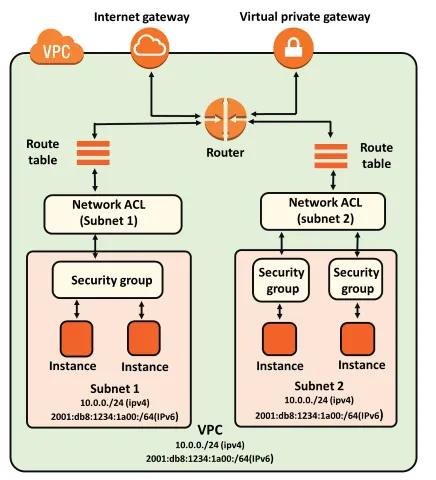 Internet gateway
Virtual private gateway
VPC
Route
table
Router
Route
table
Network ACL
(Subnet 1)
Network ACL
(subnet 2)
Security group
Security
group
Security
group
Instance
Instance
Instance
Instance
Subnet 1
10.0.0./24 (ipv4)
2001:db8:1234:1a00:/64(IPv6)
Subnet 2
10.0.0./24 (ipv4)
2001:db8:1234:1a00:/64(IPv6)
VPC
10.0.0./24 (ipv4)
2001:db8:1234:1a00:/64(IPv6)